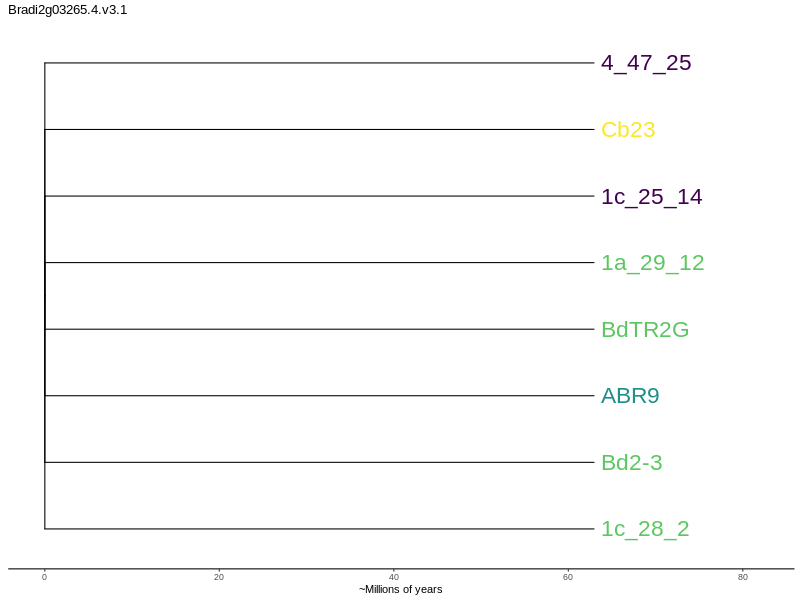 Bradi2g03265.4.v3.1
4_47_25
Cb23
1c_25_14
1a_29_12
BdTR2G
ABR9
Bd2-3
1c_28_2
0 20 40 60 80
~Millions of years